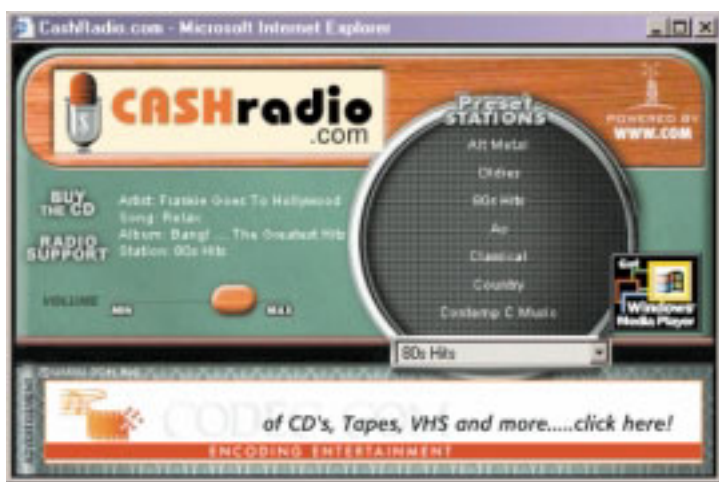 CashRadio.com - Microsoft Internet Explorer
CASHradio
.com
Preset
STATIONS
POWERED BY
WWW.COM
Alt Metal
Oldies
80s Hits
Classical
Country
Contemp C Music
BUY
THE CD
RADIO
SUPPORT
Artist: Frankie Goes To Hollywood
Song: Relax
Album: Bang! ... The Greatest Hits
Station: 80s Hits
VOLUME
MIN
MAX
Get
Windows
Media Player
80s Hits
of CD's, Tapes, VHS and more.....click here!
ENCODING ENTERTAINMENT